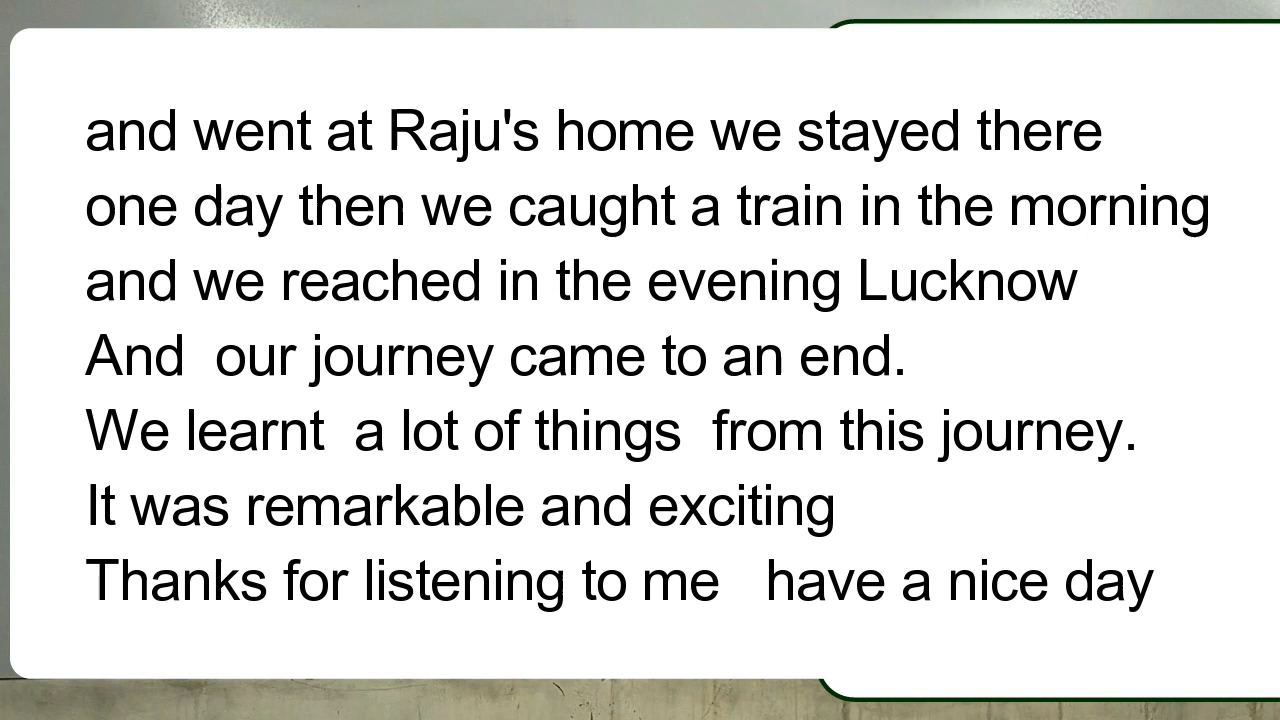 and went at Raju's home we stayed there
one day then we caught a train in the morning
and we reached in the evening Lucknow
And  our journey came to an end.
We learnt  a lot of things  from this journey.
It was remarkable and exciting
Thanks for listening to me   have a nice day